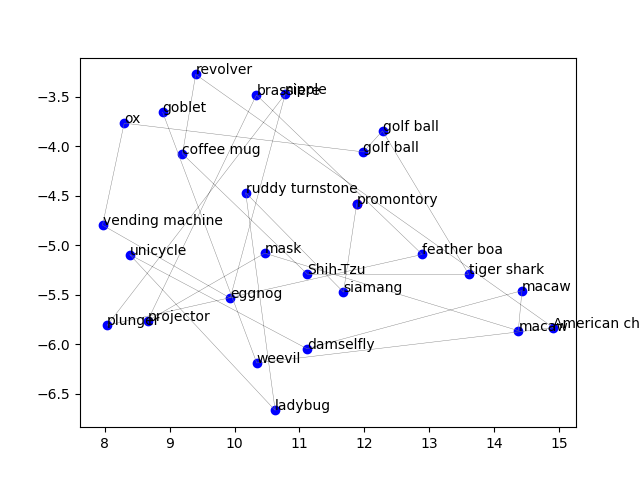 revolver
brassiere
nipple
goblet
ox
golf ball
golf ball
coffee mug
ruddy turnstone
promontory
vending machine
unicycle
mask
feather boa
Shih-Tzu
tiger shark
siamang
eggnog
macaw
plunger
projector
macaw
American ch
damselfly
weevil
ladybug
−3.5
−4.0
−4.5
−5.0
−5.5
−6.0
−6.5
8 9 10 11 12 13 14 15